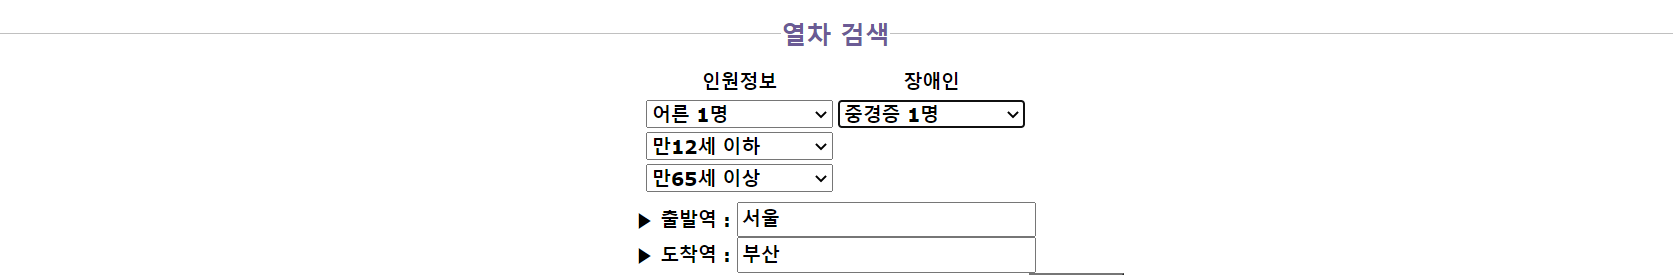 열차 검색
인원정보 장애인
어른 1명 중경증 1명
만12세 이하
만65세 이상
▶ 출발역 : 서울
▶ 도착역 : 부산